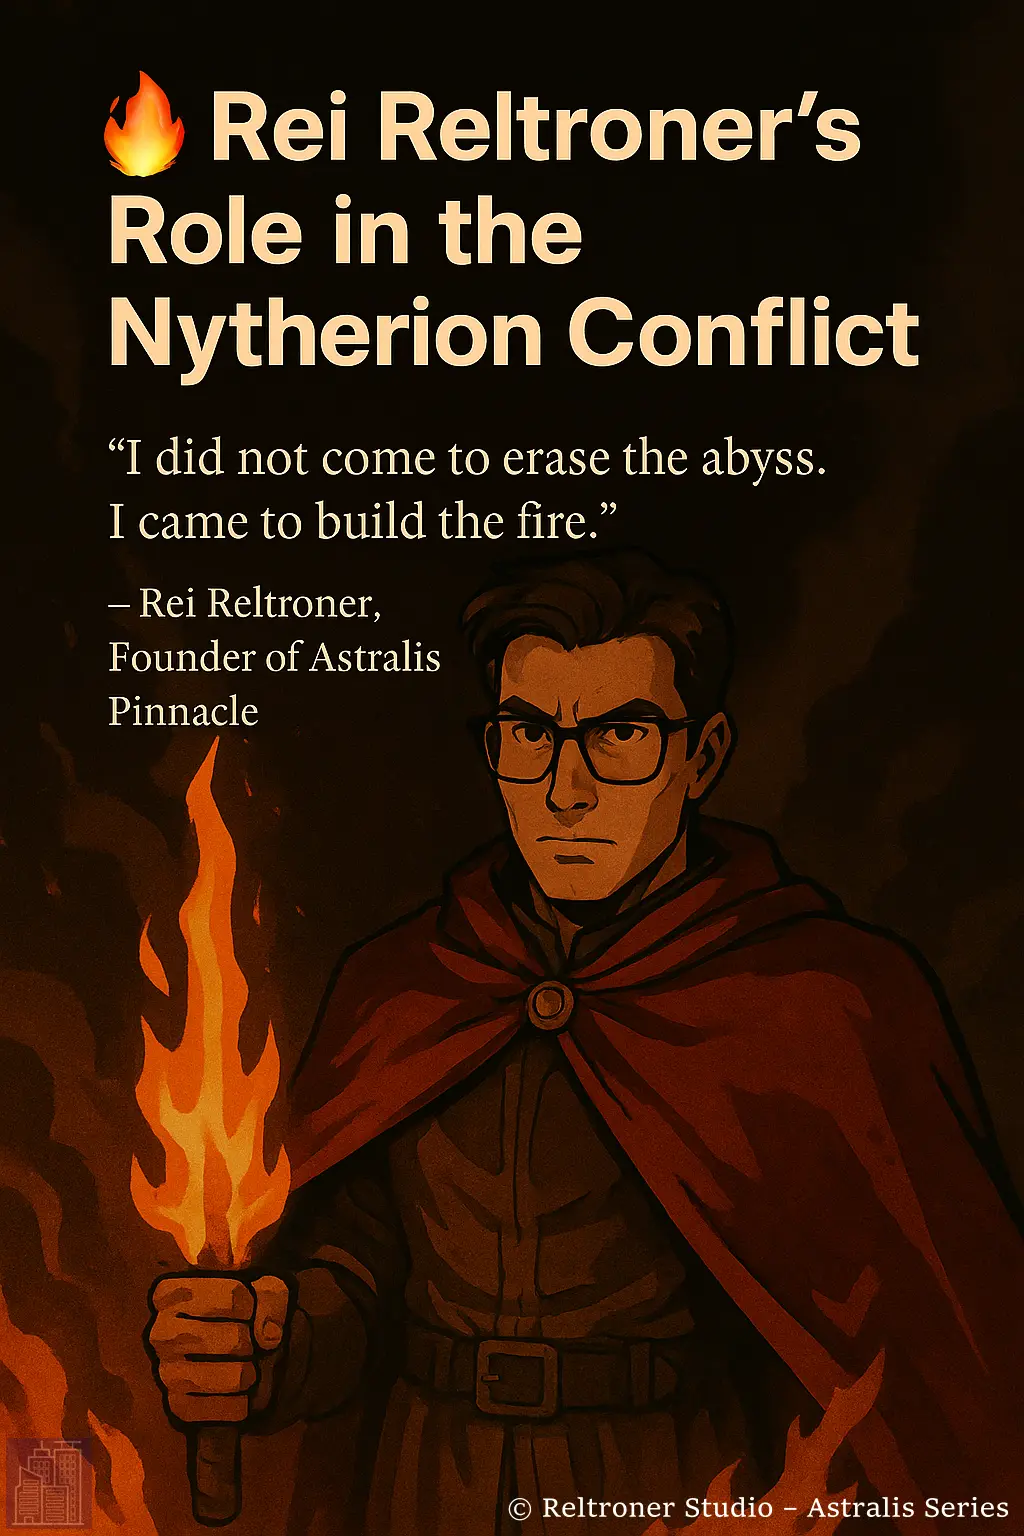 🔥 Rei Reltroner’s
Role in the
Nytherion Conflict
“I did not come to erase the abyss.
I came to build the fire.”
– Rei Reltroner,
Founder of Astralis
Pinnacle
© Reltroner Studio – Astralis Series